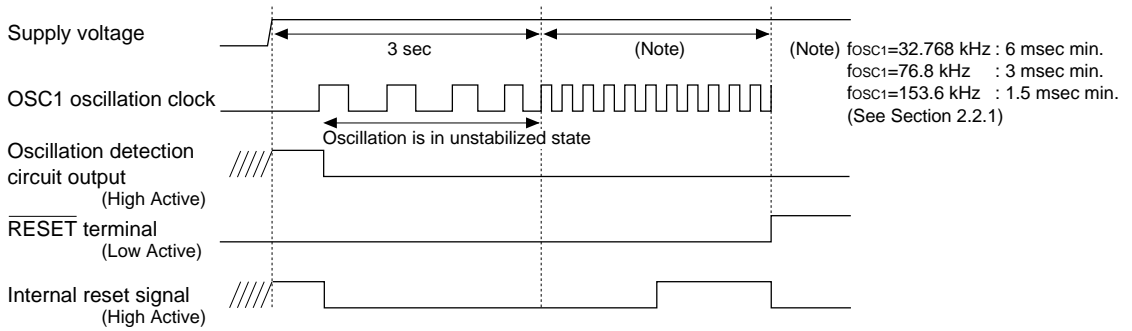 Supply voltage
3 sec
(Note)
(Note) fOSC1=32.768 kHz : 6 msec min.
fOSC1=76.8 kHz : 3 msec min.
fOSC1=153.6 kHz : 1.5 msec min.
(See Section 2.2.1)
OSC1 oscillation clock
Oscillation is in unstabilized state
Oscillation detection
circuit output
(High Active)
RESET terminal
(Low Active)
Internal reset signal
(High Active)